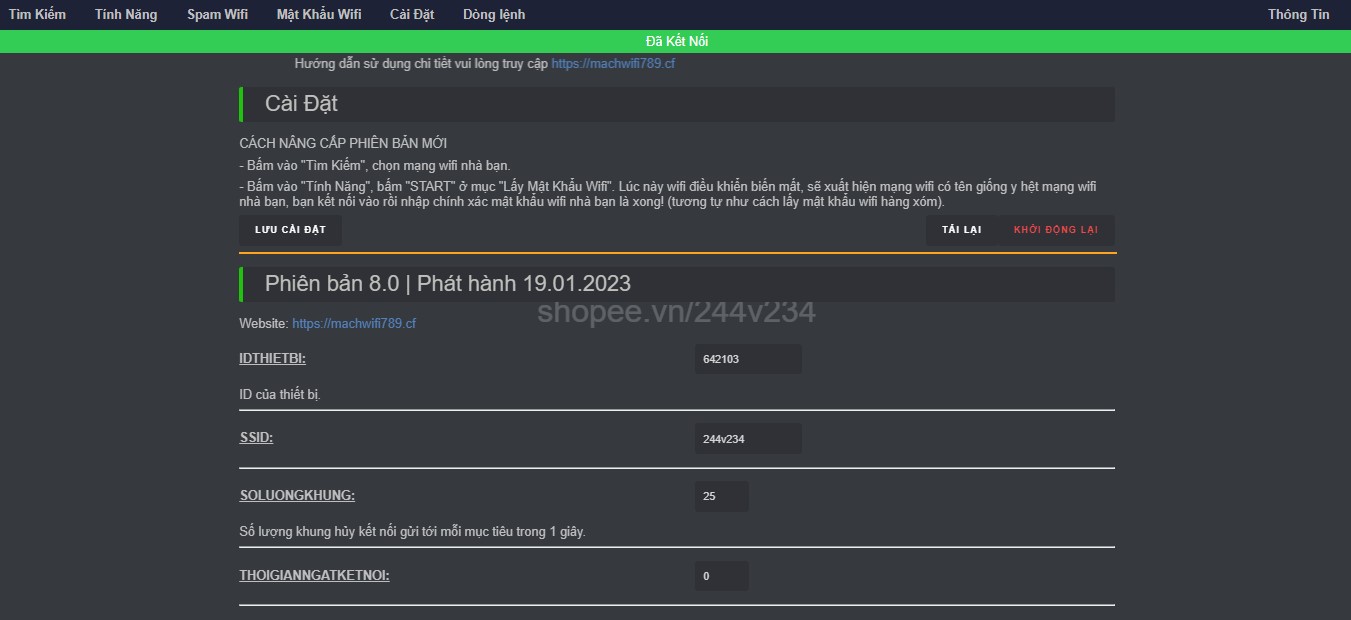 Tìm Kiếm Tính Năng Spam Wifi Mật Khẩu Wifi Cài Đặt Dòng lệnh Thông Tin
Đã Kết Nối
Hướng dẫn sử dụng chi tiết vui lòng truy cập https://machwifi789.cf
Cài Đặt
CÁCH NÂNG CẤP PHIÊN BẢN MỚI
- Bấm vào "Tìm Kiếm", chọn mạng wifi nhà bạn.
- Bấm vào "Tính Năng", bấm "START" ở mục "Lấy Mật Khẩu Wifi". Lúc này wifi điều khiển biến mất, sẽ xuất hiện mạng wifi có tên giống y hệt mạng wifi
nhà bạn, bạn kết nối vào rồi nhập chính xác mật khẩu wifi nhà bạn là xong! (tương tự như cách lấy mật khẩu wifi hàng xóm).
LƯU CÀI ĐẶT TẢI LẠI KHỞI ĐỘNG LẠI
Phiên bản 8.0 | Phát hành 19.01.2023
shopee.vn/244v234
Website: https://machwifi789.cf
IDTHIETBI: 642103
ID của thiết bị.
SSID: 244v234
SOLUONGKHUNG: 25
Số lượng khung hủy kết nối gửi tới mỗi mục tiêu trong 1 giây.
THOIGIANNGATKETNOI: 0